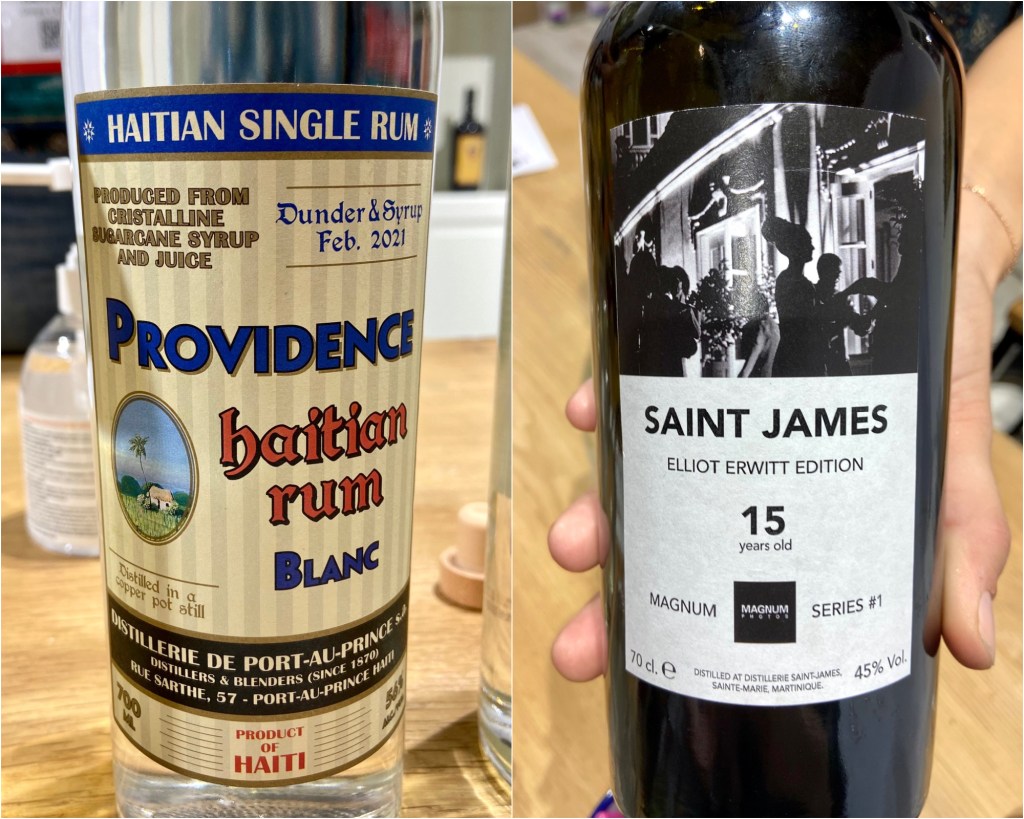 HAITIAN SINGLE RUM
PRODUCED FROM
CRISTALLINE
SUGARCANE SYRUP
AND JUICE
Dunder & Syrup
Feb. 2021
PROVIDENCE
haitian
rum
BLANC
Distilled in a
copper pot still
DISTILLERIE DE PORT-AU-PRINCE s.a.
DISTILLERS & BLENDERS (SINCE 1870)
RUE SARTHE, 57 - PORT-AU-PRINCE HAITI
700
ML
PRODUCT
OF
HAITI
SAINT JAMES
ELLIOT ERWITT EDITION
15
years old
MAGNUM
MAGNUM
PHOTOS
SERIES #1
70 cl. e
DISTILLED AT DISTILLERIE SAINT-JAMES,
SAINTE-MARIE, MARTINIQUE.
45% Vol.